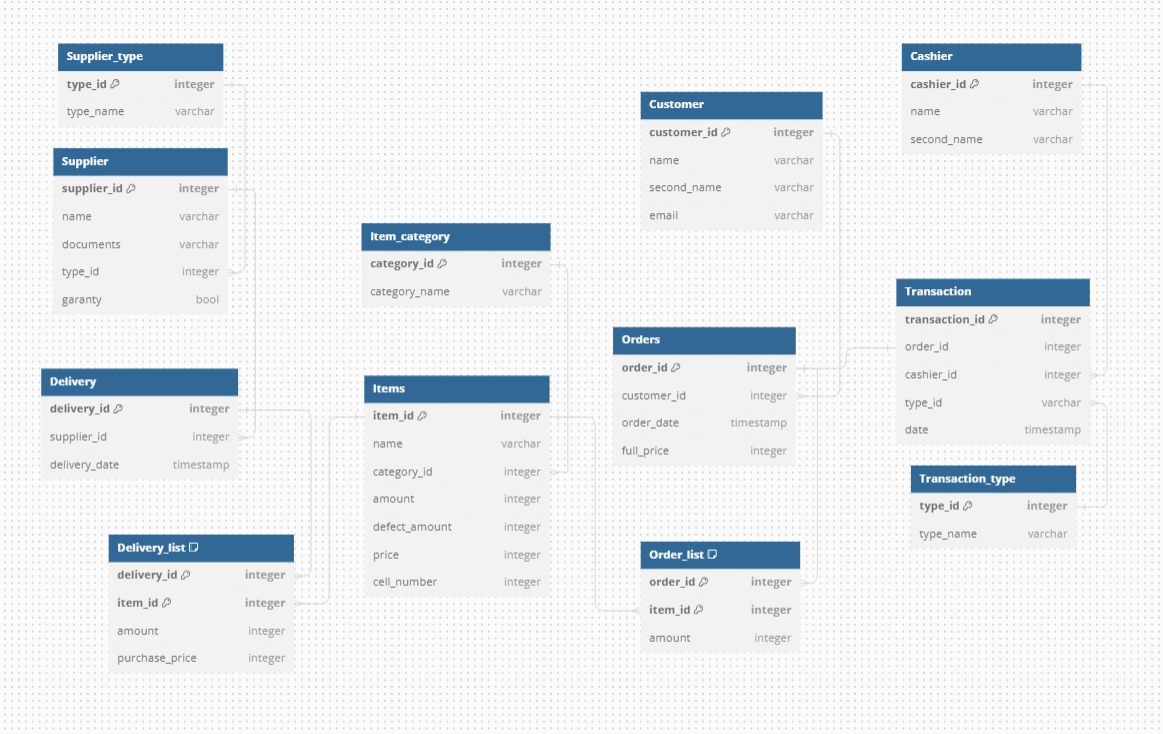 Supplier_type
type_id integer
type_name varchar
Supplier
supplier_id integer
name varchar
documents varchar
type_id integer
garanty bool
Delivery
delivery_id integer
supplier_id integer
delivery_date timestamp
Delivery_list
delivery_id integer
item_id integer
amount integer
purchase_price integer
Item_category
category_id integer
category_name varchar
Items
item_id integer
name varchar
category_id integer
amount integer
defect_amount integer
price integer
cell_number integer
Customer
customer_id integer
name varchar
second_name varchar
email varchar
Orders
order_id integer
customer_id integer
order_date timestamp
full_price integer
Order_list
order_id integer
item_id integer
amount integer
Cashier
cashier_id integer
name varchar
second_name varchar
Transaction
transaction_id integer
order_id integer
cashier_id integer
type_id varchar
date timestamp
Transaction_type
type_id integer
type_name varchar